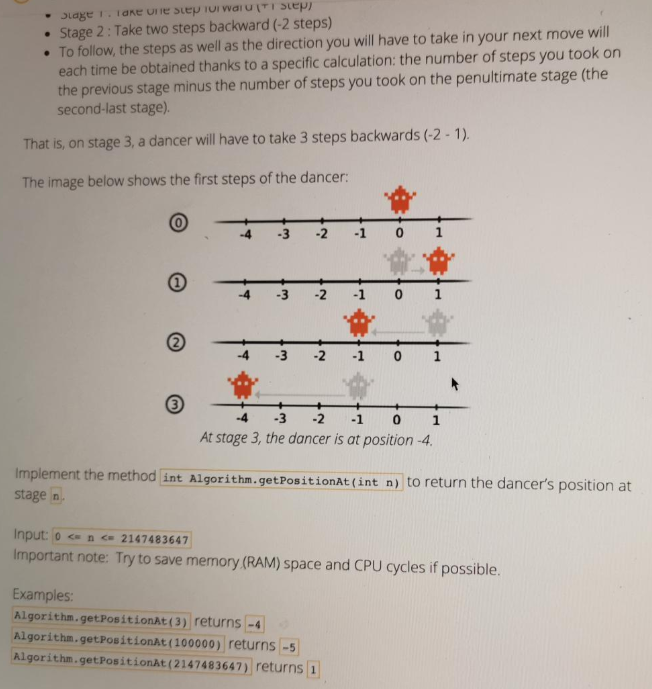 Stage 1 : Take one step forward (+1 step)
• Stage 2 : Take two steps backward (-2 steps)
• To follow, the steps as well as the direction you will have to take in your next move will
each time be obtained thanks to a specific calculation: the number of steps you took on
the previous stage minus the number of steps you took on the penultimate stage (the
second-last stage).
That is, on stage 3, a dancer will have to take 3 steps backwards (-2 - 1).
The image below shows the first steps of the dancer:
0
-4 -3 -2 -1 0 1
1
-4 -3 -2 -1 0 1
2
-4 -3 -2 -1 0 1
3
-4 -3 -2 -1 0 1
At stage 3, the dancer is at position -4.
Implement the method int Algorithm.getPositionAt(int n) to return the dancer's position at
stage n.
Input: 0 <= n <= 2147483647
Important note: Try to save memory (RAM) space and CPU cycles if possible.
Examples:
Algorithm.getPositionAt(3) returns -4
Algorithm.getPositionAt(100000) returns -5
Algorithm.getPositionAt(2147483647) returns 1